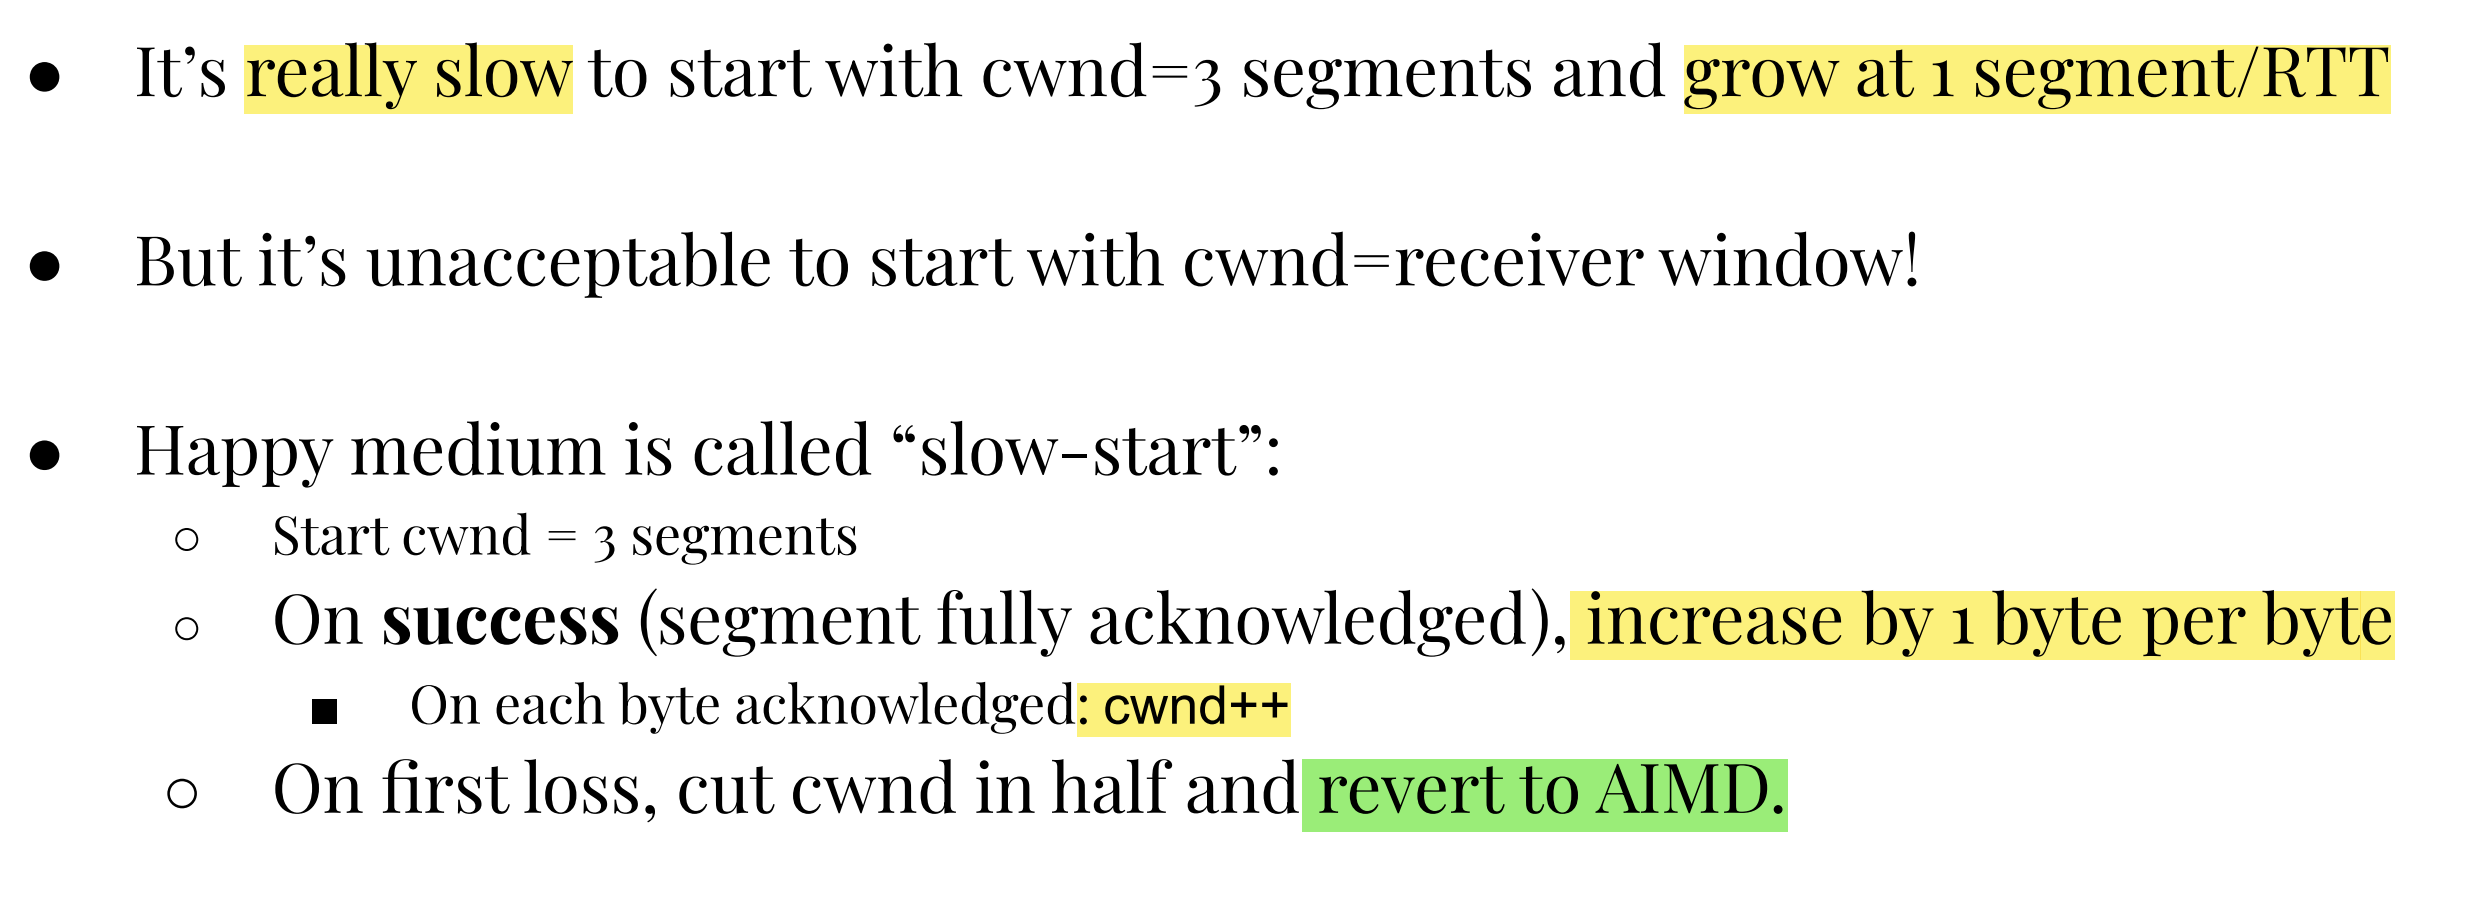 ● It’s really slow to start with cwnd=3 segments and grow at 1 segment/RTT
● But it’s unacceptable to start with cwnd=receiver window!
● Happy medium is called “slow-start”:
○ Start cwnd = 3 segments
○ On success (segment fully acknowledged), increase by 1 byte per byte
■ On each byte acknowledged: cwnd++
○ On first loss, cut cwnd in half and revert to AIMD.